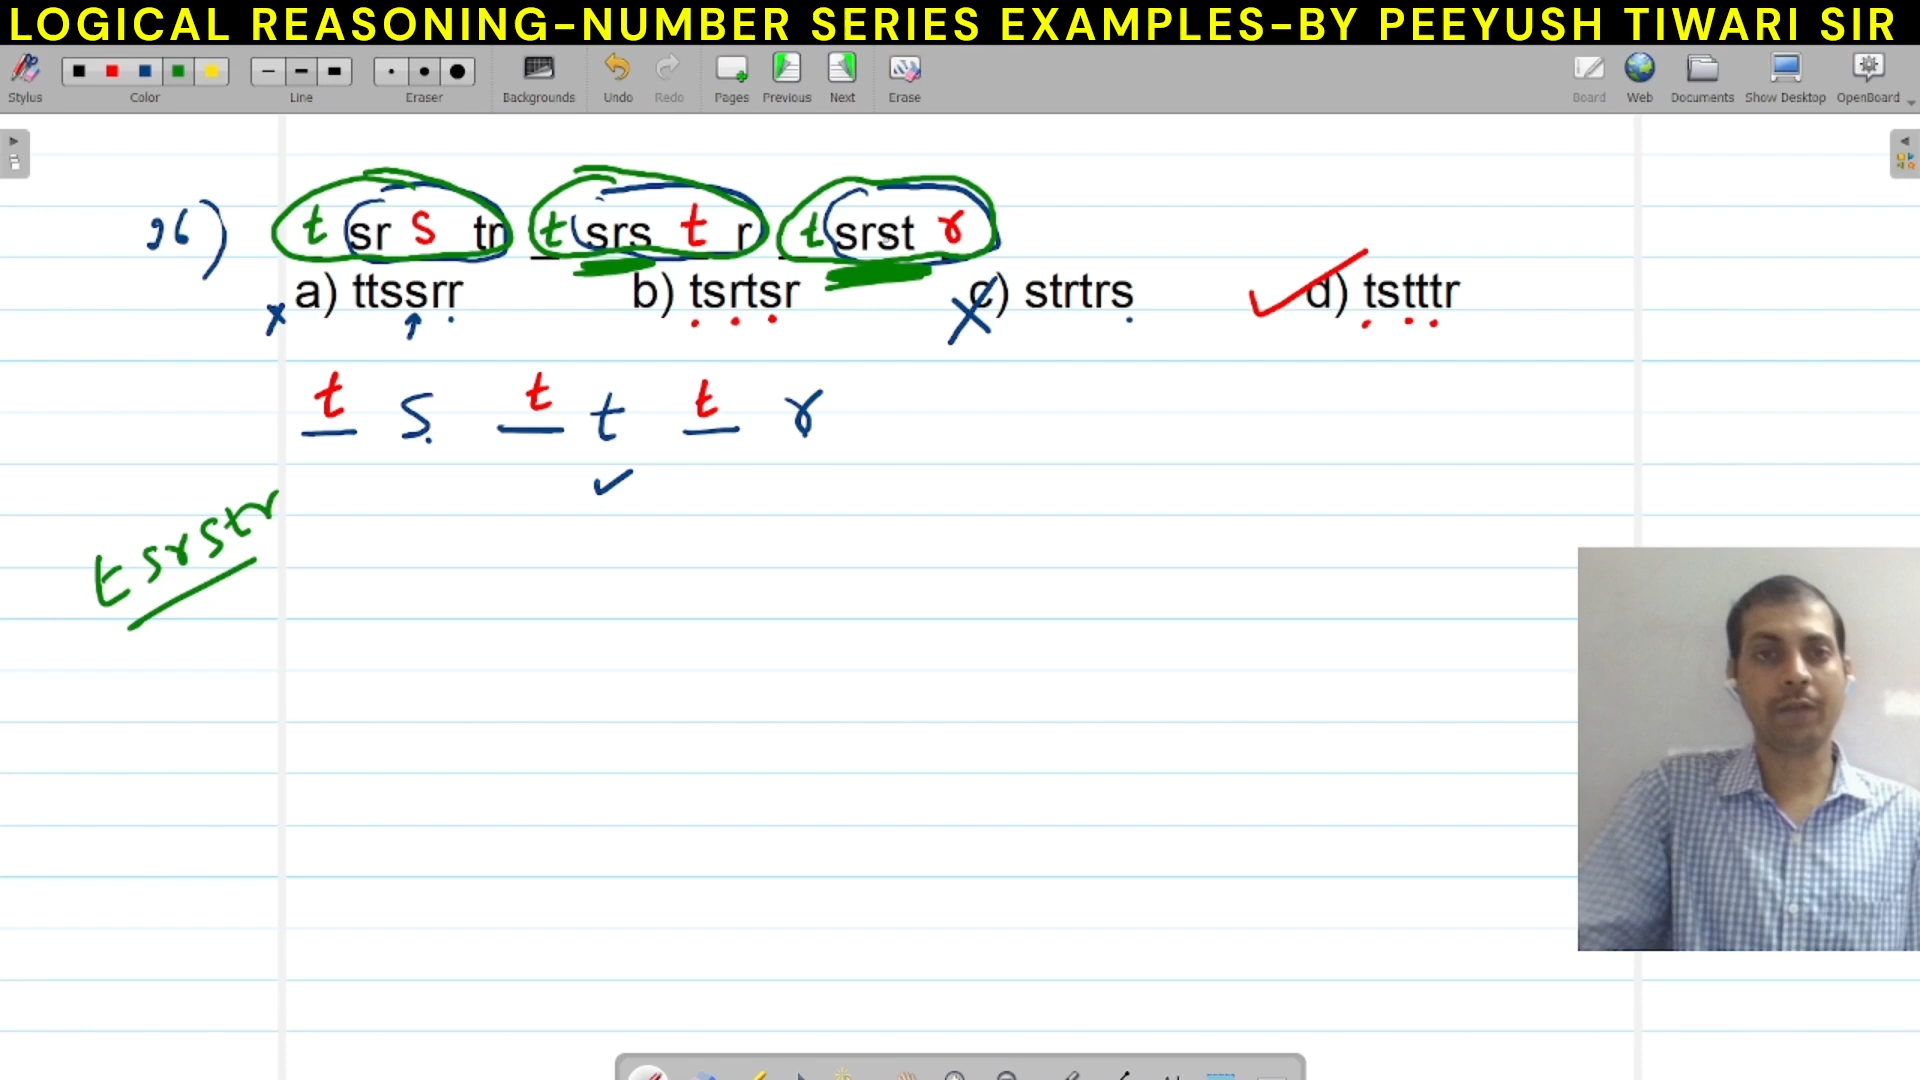 LOGICAL REASONING-NUMBER SERIES EXAMPLES-BY PEEYUSH TIWARI SIR
Stylus Color Line Eraser Backgrounds Undo Redo Pages Previous Next Erase Board Web Documents Show Desktop OpenBoard
26) t sr s tr t srs t r t srst r
a) ttssrr b) tsrtsr c) strtrs d) tstttr
t s t t t r
tsrstr